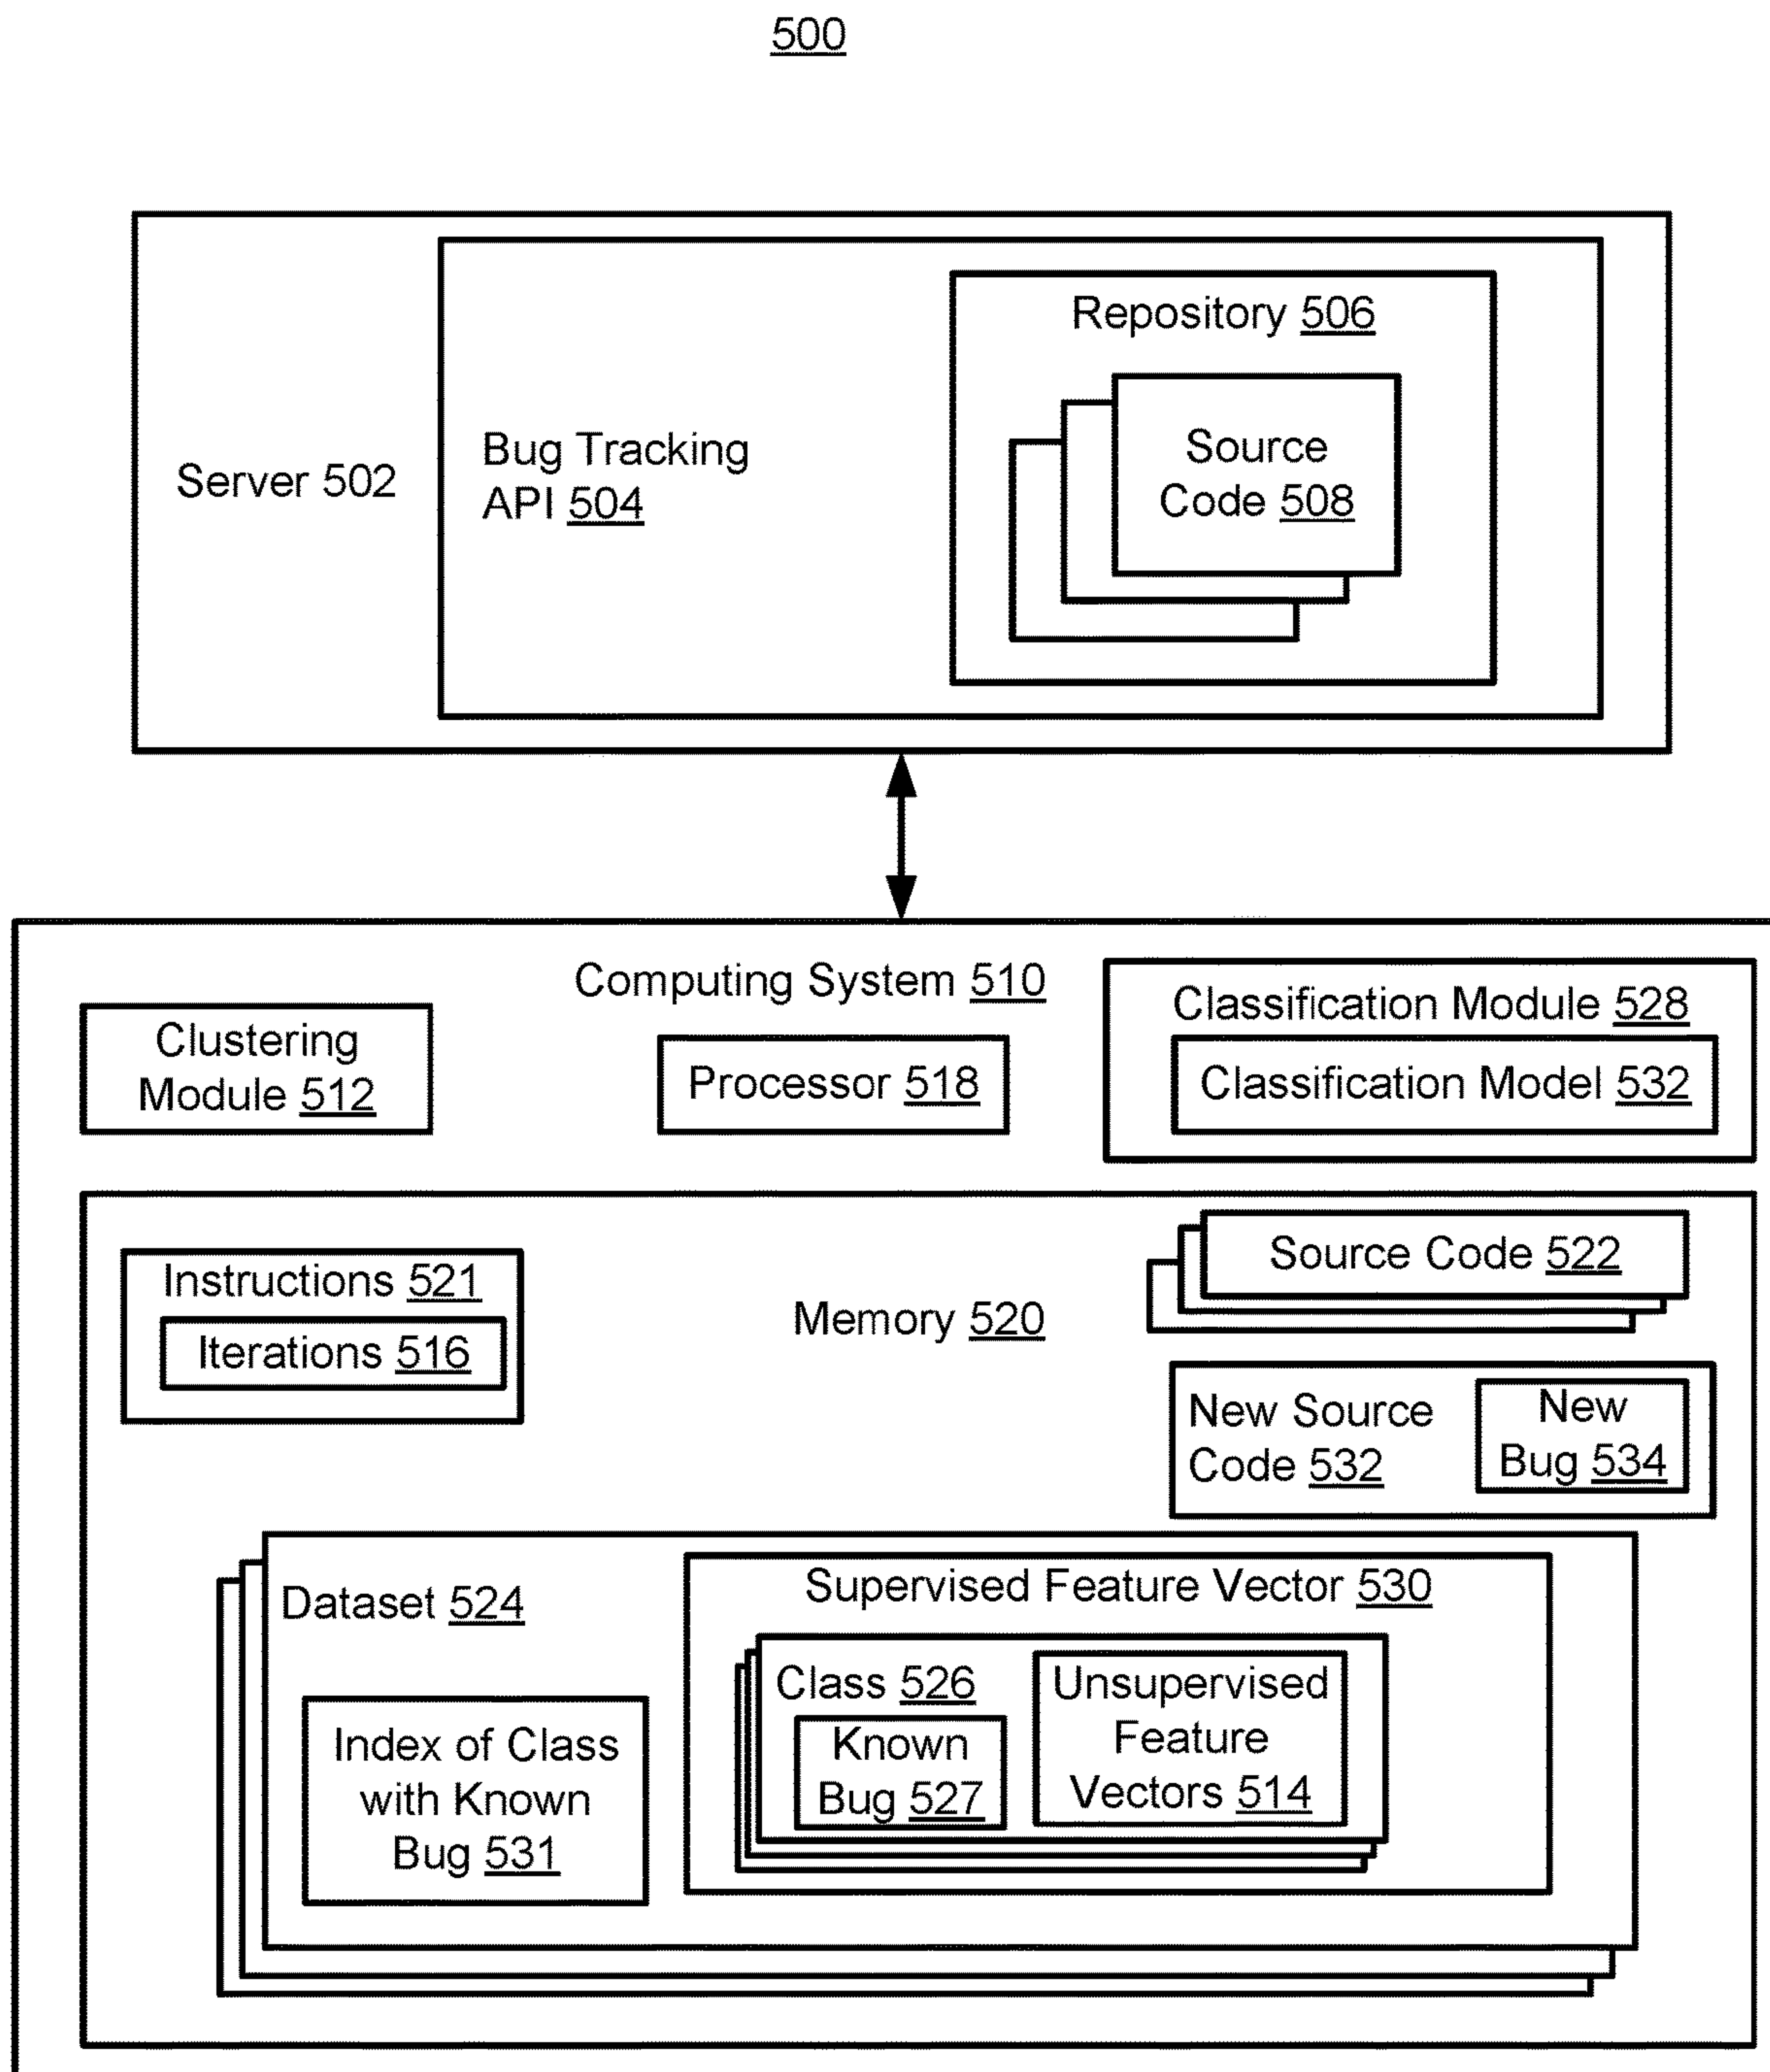 500
Server 502
Bug Tracking
API 504
Repository 506
Source
Code 508
Computing System 510
Clustering
Module 512
Processor 518
Classification Module 528
Classification Model 532
Instructions 521
Iterations 516
Memory 520
Source Code 522
New Source
Code 532
New
Bug 534
Dataset 524
Index of Class
with Known
Bug 531
Supervised Feature Vector 530
Class 526
Known
Bug 527
Unsupervised
Feature
Vectors 514